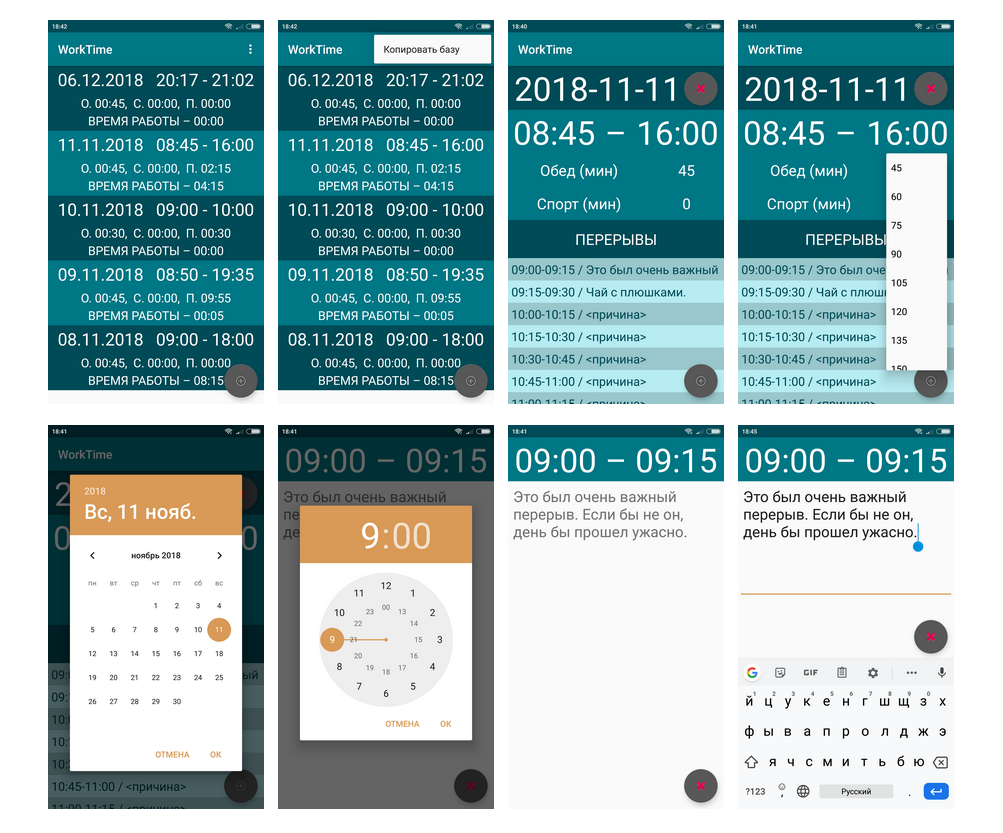 18:42
WorkTime
06.12.2018 20:17 - 21:02
О. 00:45, С. 00:00, П. 00:00
ВРЕМЯ РАБОТЫ – 00:00
11.11.2018 08:45 - 16:00
О. 00:45, С. 00:00, П. 02:15
ВРЕМЯ РАБОТЫ – 04:15
10.11.2018 09:00 - 10:00
О. 00:30, С. 00:00, П. 00:30
ВРЕМЯ РАБОТЫ – 00:00
09.11.2018 08:50 - 19:35
О. 00:45, С. 00:00, П. 09:55
ВРЕМЯ РАБОТЫ – 00:05
08.11.2018 09:00 - 18:00
О. 00:45, С. 00:00, П. 00:00
ВРЕМЯ РАБОТЫ – 08:15
18:42
WorkTime
Копировать базу
06.12.2018 20:17 - 21:02
О. 00:45, С. 00:00, П. 00:00
ВРЕМЯ РАБОТЫ – 00:00
11.11.2018 08:45 - 16:00
О. 00:45, С. 00:00, П. 02:15
ВРЕМЯ РАБОТЫ – 04:15
10.11.2018 09:00 - 10:00
О. 00:30, С. 00:00, П. 00:30
ВРЕМЯ РАБОТЫ – 00:00
09.11.2018 08:50 - 19:35
О. 00:45, С. 00:00, П. 09:55
ВРЕМЯ РАБОТЫ – 00:05
08.11.2018 09:00 - 18:00
О. 00:45, С. 00:00, П. 00:00
ВРЕМЯ РАБОТЫ – 08:15
18:40
WorkTime
2018-11-11
08:45 – 16:00
Обед (мин) 45
Спорт (мин) 0
ПЕРЕРЫВЫ
09:00-09:15 / Это был очень важный
09:15-09:30 / Чай с плюшками.
10:00-10:15 / <причина>
10:15-10:30 / <причина>
10:30-10:45 / <причина>
10:45-11:00 / <причина>
11:00-11:15 / <причина>
18:41
WorkTime
2018-11-11
08:45 – 16:00
Обед (мин)
Спорт (мин)
ПЕРЕРЫВЫ
45
60
75
90
105
120
135
150
09:00-09:15 / Это был оче
09:15-09:30 / Чай с плюш
10:00-10:15 / <причина>
10:15-10:30 / <причина>
10:30-10:45 / <причина>
10:45-11:00 / <причина>
11:00-11:15 / <причина>
18:41
WorkTime
2018
Вс, 11 нояб.
ноябрь 2018
пн вт ср чт пт сб вс
1 2 3 4
5 6 7 8 9 10 11
12 13 14 15 16 17 18
19 20 21 22 23 24 25
26 27 28 29 30
ОТМЕНА ОК
10:45-11:00 / <причина>
11:00-11:15 / <причина>
18:41
09:00 – 09:15
Это был очень важный
пе
де
9:00
12
11 1
00
23 13
10 2
22 14
9 21 15 3
20 16
8 4
19 17
18
7 5
6
ОТМЕНА ОК
18:41
09:00 – 09:15
Это был очень важный
перерыв. Если бы не он,
день бы прошел ужасно.
18:45
09:00 – 09:15
Это был очень важный
перерыв. Если бы не он,
день бы прошел ужасно.
G GIF
1 2 3 4 5 6 7 8 9 0
й ц у к е н г ш щ з х
ф ы в а п р о л д ж э
я ч с м и т ь б ю
?123 , Русский .